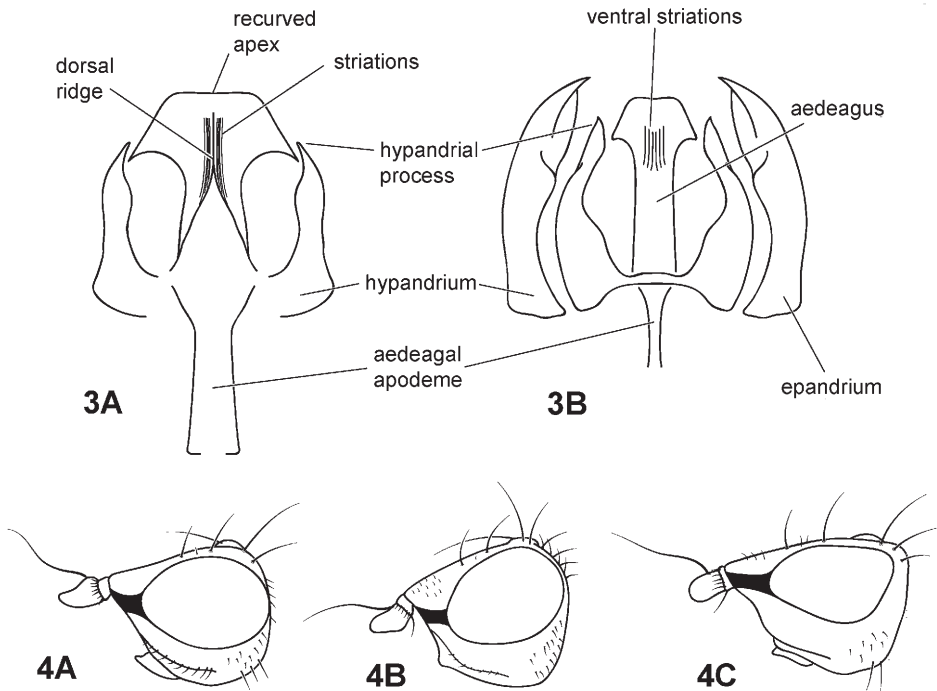 recurved
apex
dorsal
ridge
striations
ventral striations
aedeagus
hypandrial
process
hypandrium
aedeagal
apodeme
epandrium
3A
3B
4A
4B
4C